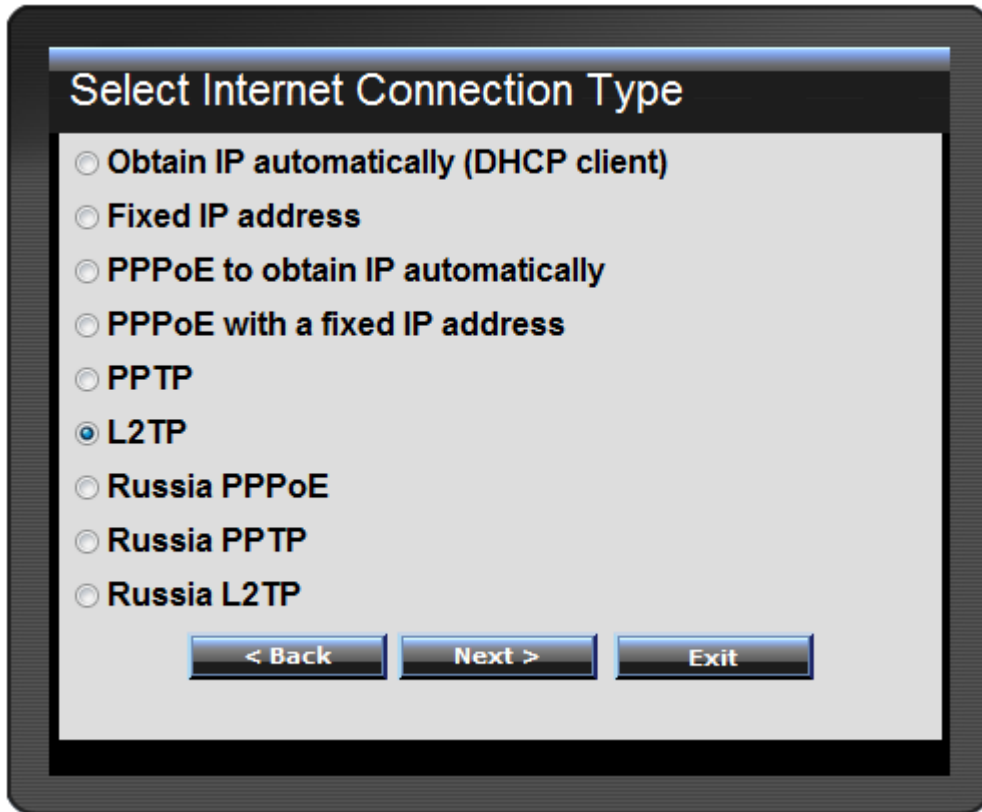 Select Internet Connection Type
Obtain IP automatically (DHCP client)
Fixed IP address
PPPoE to obtain IP automatically
PPPoE with a fixed IP address
PPTP
L2TP
Russia PPPoE
Russia PPTP
Russia L2TP
< Back Next > Exit